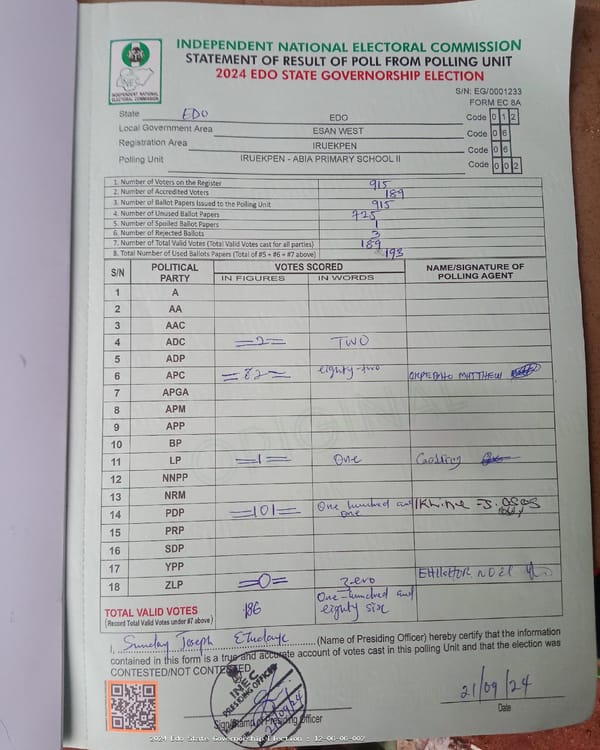 INDEPENDENT NATIONAL ELECTORAL COMMISSION
STATEMENT OF RESULT OF POLL FROM POLLING UNIT
2024 EDO STATE GOVERNORSHIP ELECTION
INDEPENDENT NATIONAL ELECTORAL COMMISSION
S/N: EG/0001233
FORM EC 8A
State EDO EDO Code 0 1 2
Local Government Area ESAN WEST Code 0 6
Registration Area IRUEKPEN Code 0 6
Polling Unit IRUEKPEN - ABIA PRIMARY SCHOOL II Code 0 0 2
1. Number of Voters on the Register 915
2. Number of Accredited Voters 189
3. Number of Ballot Papers Issued to the Polling Unit 915
4. Number of Unused Ballot Papers 725
5. Number of Spoiled Ballot Papers 1
6. Number of Rejected Ballots 3
7. Number of Total Valid Votes (Total Valid Votes cast for all parties) 189
8. Total Number of Used Ballots Papers (Total of #5 + #6 + #7 above) 193
S/N POLITICAL PARTY VOTES SCORED NAME/SIGNATURE OF POLLING AGENT
IN FIGURES IN WORDS
1 A
2 AA
3 AAC
4 ADC =2= TWO
5 ADP
6 APC =82= eighty-two MATTHEW
7 APGA
8 APM
9 APP
10 BP
11 LP =1= One
12 NNPP
13 NRM
14 PDP =101= One hundred and one
15 PRP
16 SDP
17 YPP
18 ZLP =0= Zero
TOTAL VALID VOTES 186 One-hundred and eighty six
(Record Total Valid Votes under #7 above)
I, Sunday Joseph (Name of Presiding Officer) hereby certify that the information
contained in this form is a true and accurate account of votes cast in this polling Unit and that the election was
CONTESTED/NOT CONTESTED
INEC
PRESIDING OFFICER
21/09/24
Sign/Stamp of Presiding Officer
21/09/24
Date
ORIGINAL
2024 Edo State Governorship Election : 12-06-06-002